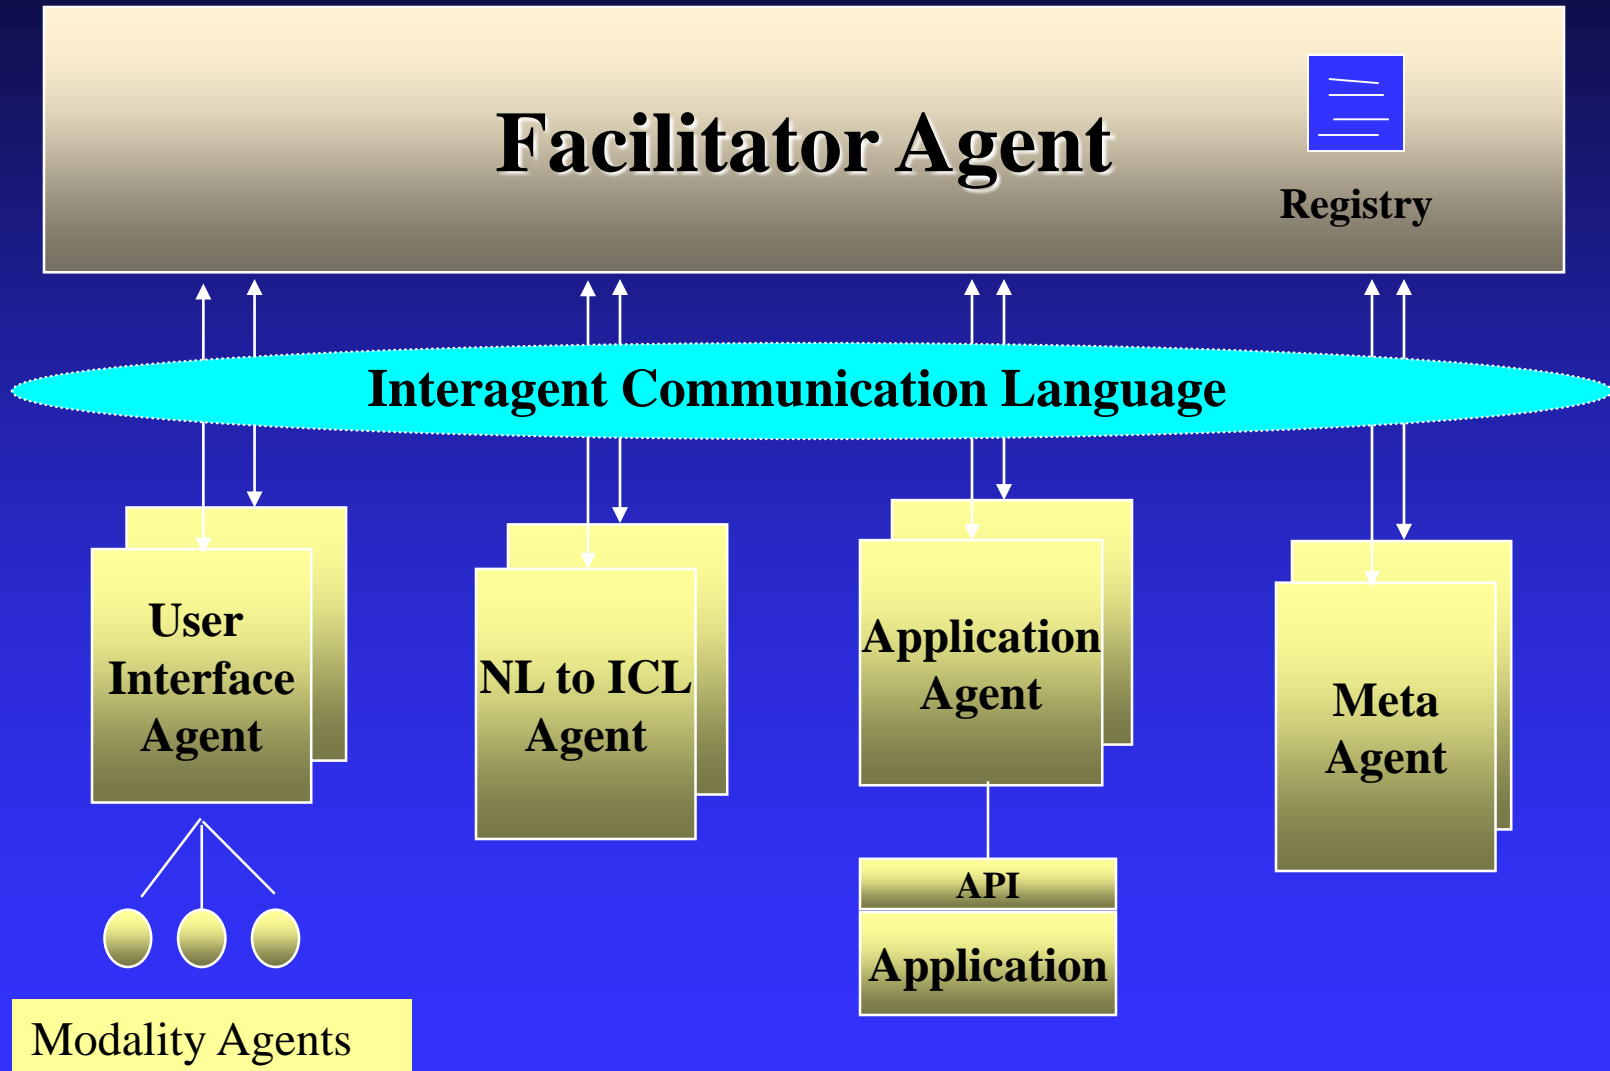 Facilitator Agent
Registry
Interagent Communication Language
User
Interface
Agent
NL to ICL
Agent
Application
Agent
Meta
Agent
API
Application
Modality Agents